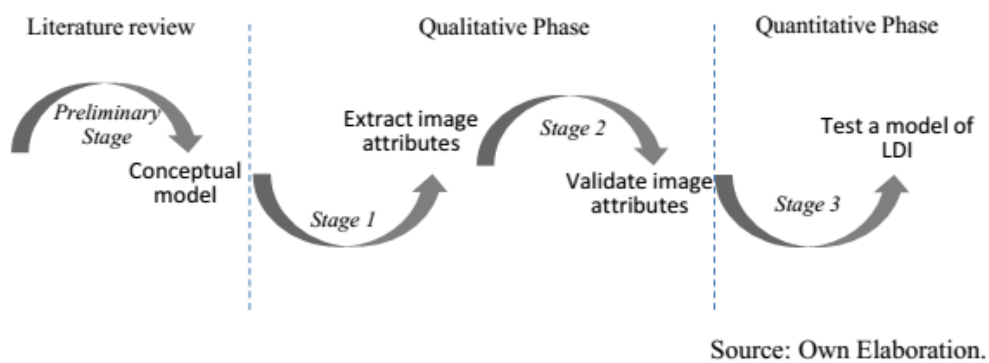 Literature review
Qualitative Phase
Quantitative Phase
Preliminary
Stage
Conceptual
model
Stage 1
Extract image
attributes
Stage 2
Validate image
attributes
Stage 3
Test a model of
LDI
Source: Own Elaboration.